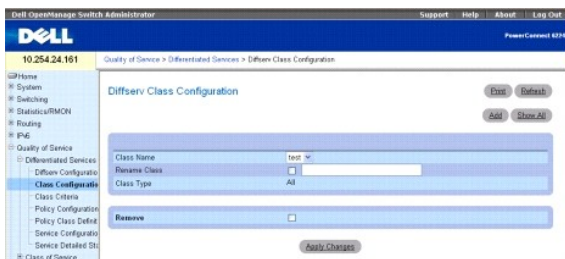 Dell OpenManage Switch Administrator
Support Help About Log Out
DELL
PowerConnect 6224
10.254.24.161
Quality of Service > Differentiated Services > Diffserv Class Configuration
Home
System
Switching
Statistics/RMON
Routing
IPv6
Quality of Service
Differentiated Services
Diffserv Configuratio
Class Configuratio
Class Criteria
Policy Configuration
Policy Class Definit
Service Configuratio
Service Detailed Sta
Class of Service
Diffserv Class Configuration
Print Refresh
Add Show All
Class Name test
Rename Class
Class Type All
Remove
Apply Changes